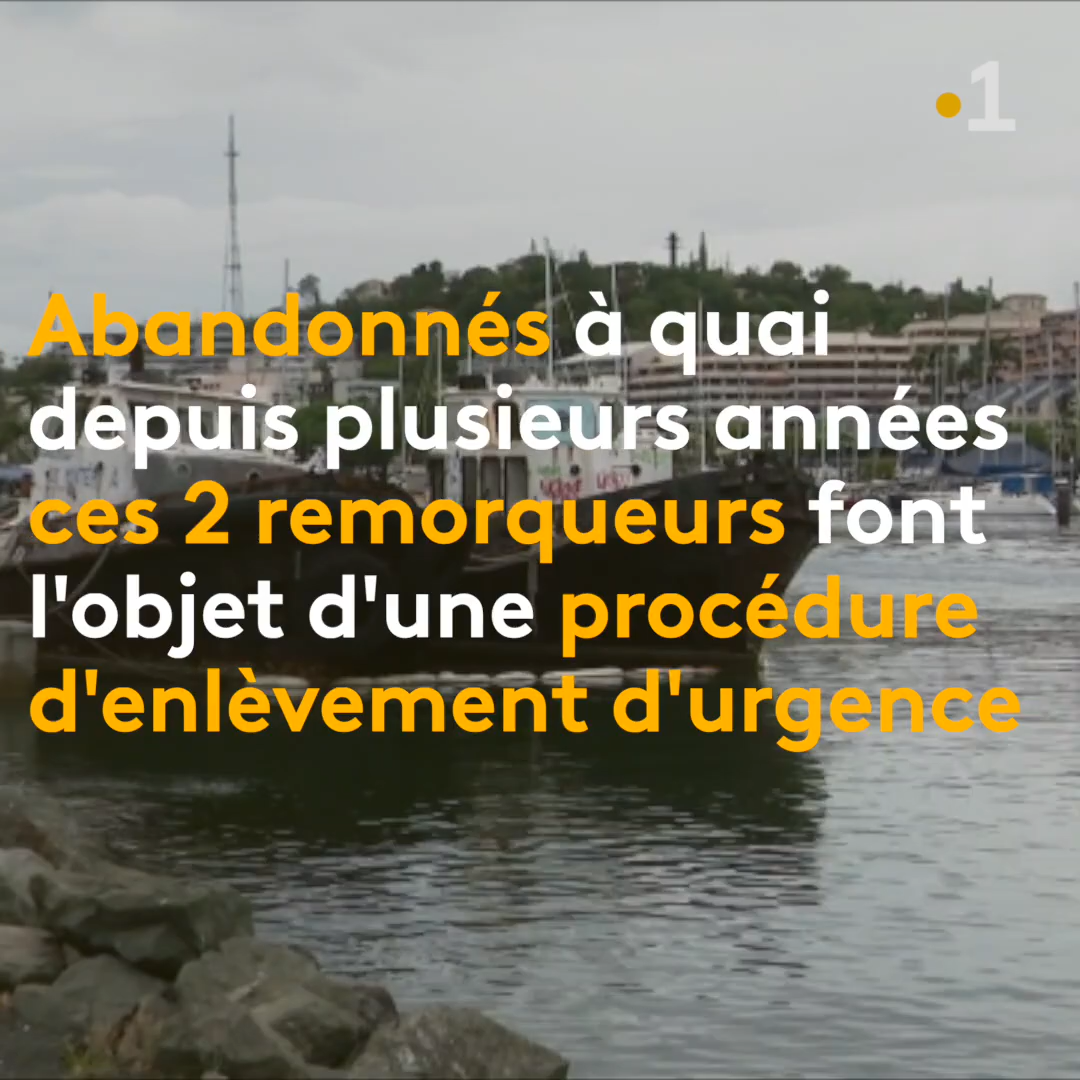 1
Abandonnés à quai
depuis plusieurs années
ces 2 remorqueurs font
l'objet d'une procédure
d'enlèvement d'urgence